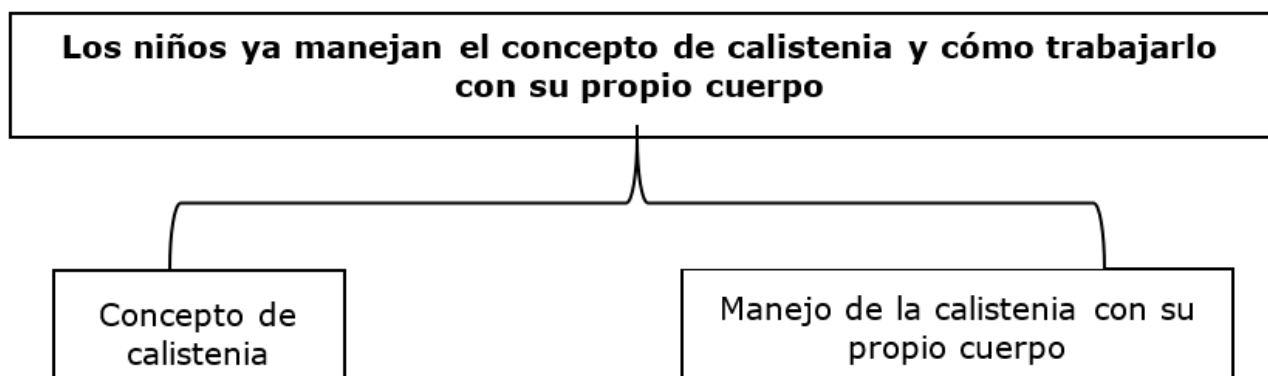 Los niños ya manejan el concepto de calistenia y cómo trabajarlo
con su propio cuerpo
Concepto de
calistenia
Manejo de la calistenia con su
propio cuerpo